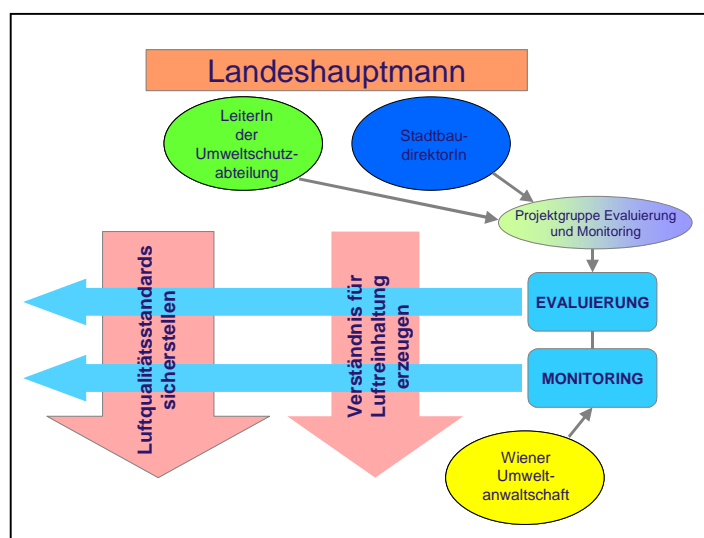 Landeshauptmann
LeiterIn
der
Umweltschutz-
abteilung
Stadtbau-
direktorIn
Projektgruppe Evaluierung
und Monitoring
Luftqualitätsstandards
sicherstellen
Verständnis für
Luftreinhaltung
erzeugen
EVALUIERUNG
MONITORING
Wiener
Umwelt-
anwaltschaft